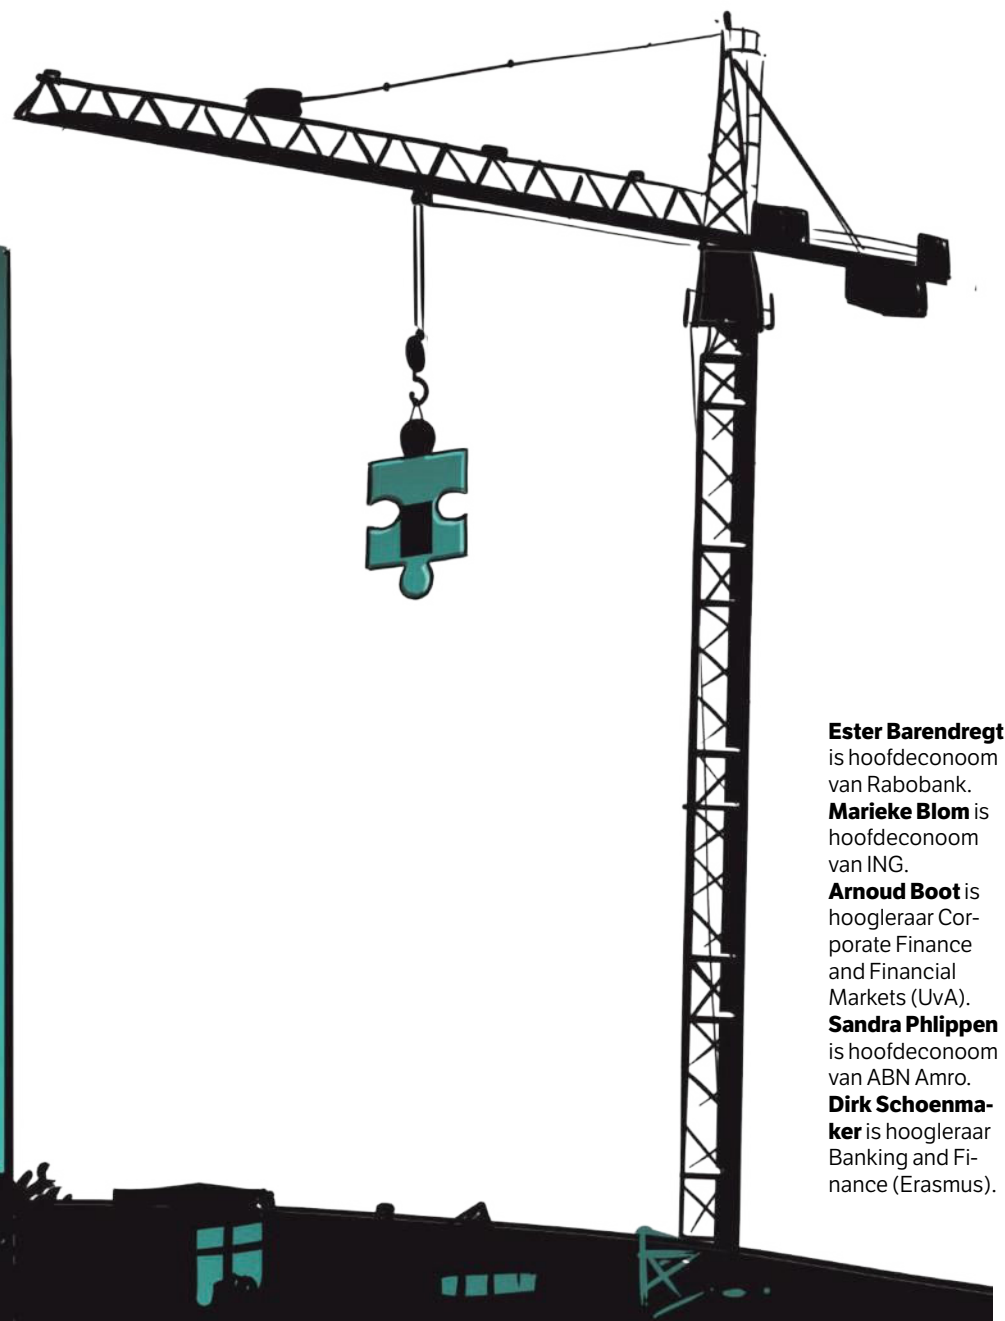 Ester Barendregt
is hoofdeconoom
van Rabobank.
Marieke Blom is
hoofdeconoom
van ING.
Arnoud Boot is
hoogleraar Cor-
porate Finance
and Financial
Markets (UvA).
Sandra Phlippen
is hoofdeconoom
van ABN Amro.
Dirk Schoenma-
ker is hoogleraar
Banking and Fi-
nance (Erasmus).